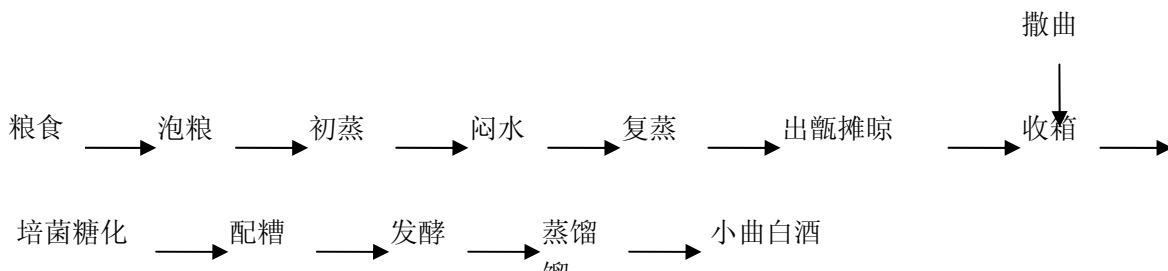 撒曲
粮食 泡粮 初蒸 闷水 复蒸 出甑摊晾 收箱
培菌糖化 配糟 发酵 蒸馏 小曲白酒
馏